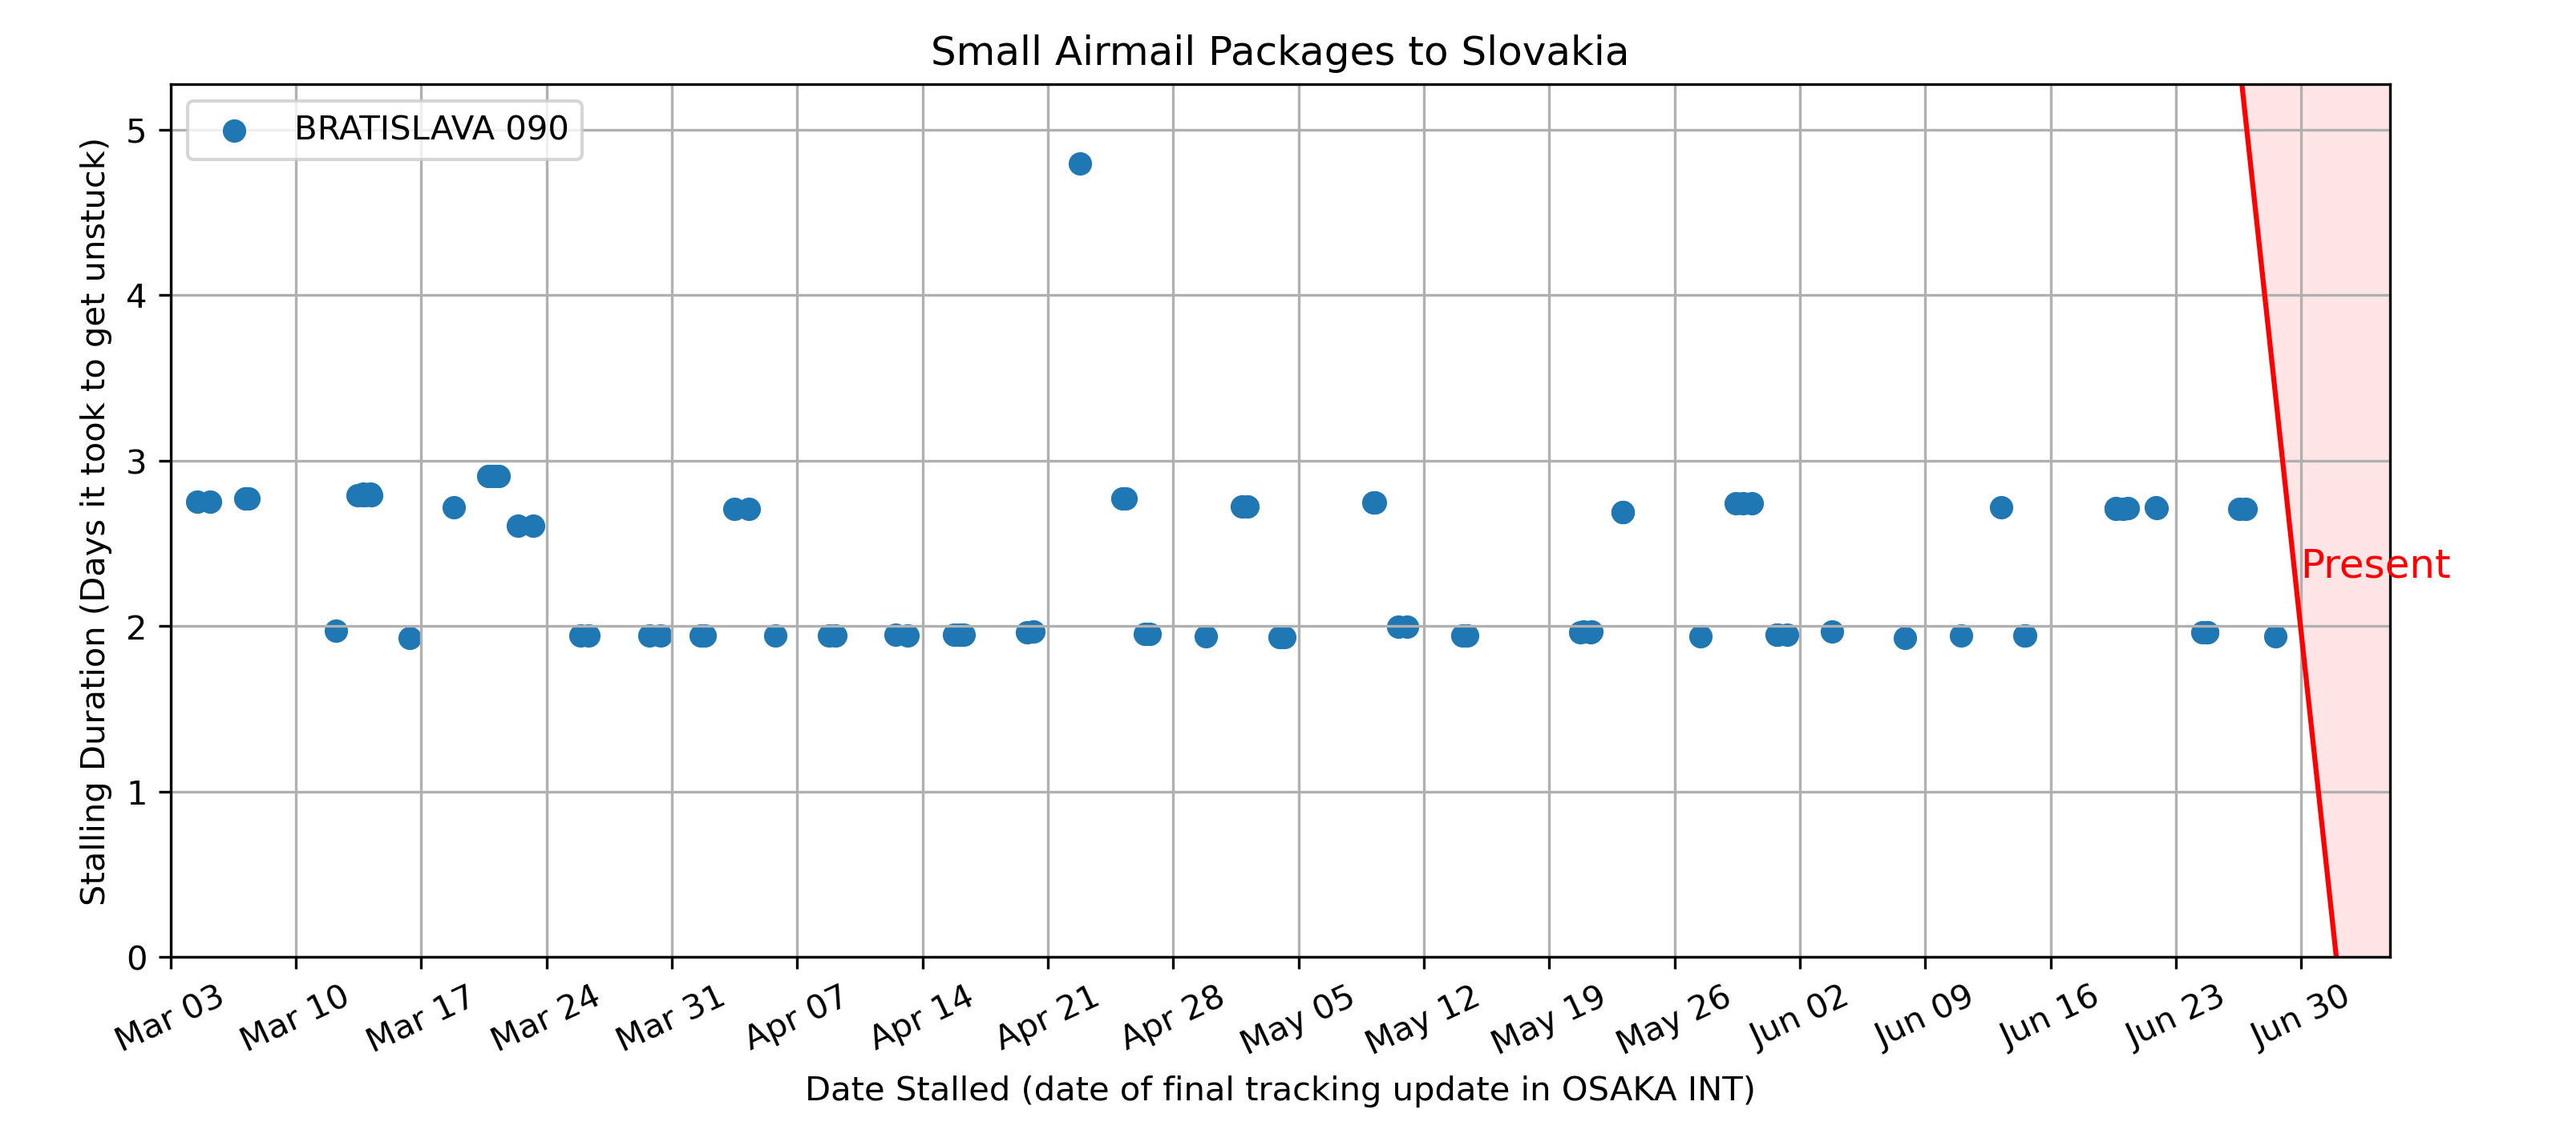 Small Airmail Packages to Slovakia
BRATISLAVA 090
Stalling Duration (Days it took to get unstuck)
5
4
3
2
1
0
Present
Mar 03
Mar 10
Mar 17
Mar 24
Mar 31
Apr 07
Apr 14
Apr 21
Apr 28
May 05
May 12
May 19
May 26
Jun 02
Jun 09
Jun 16
Jun 23
Jun 30
Date Stalled (date of final tracking update in OSAKA INT)